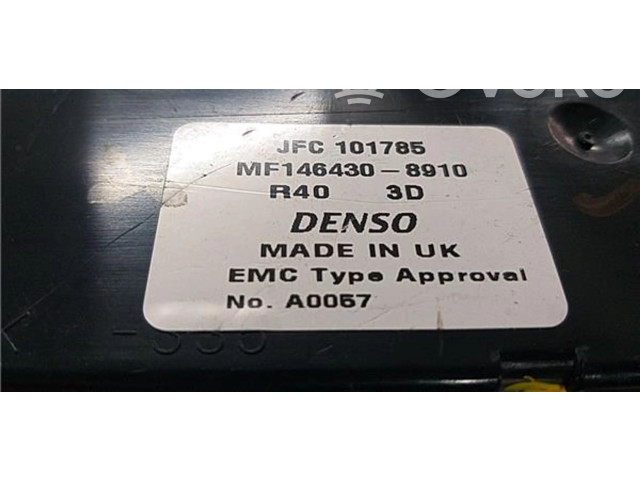 JFC 101785
MF146430-8910
R40 3D
DENSO
MADE IN UK
EMC Type Approval
No. A0057